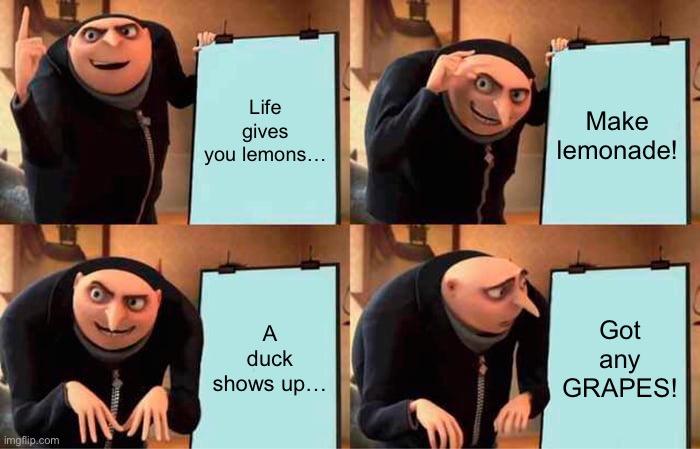 Life
gives
you lemons…
Make
lemonade!
A
duck
shows up…
Got
any
GRAPES!
imgflip.com